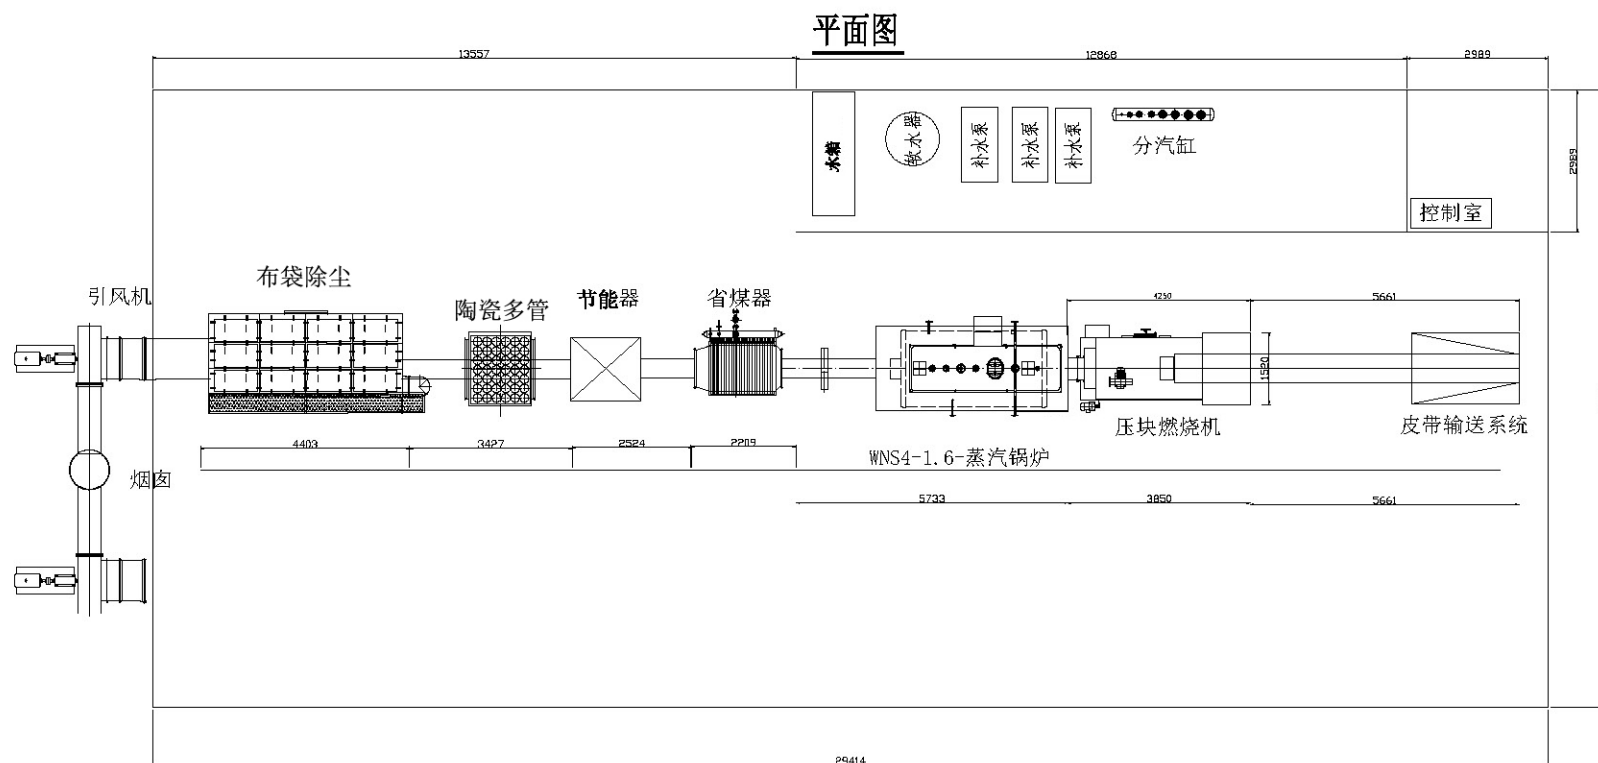 平面图
13557
12868
2989
水箱
软水器
补水泵
补水泵
补水泵
分汽缸
2989
控制室
布袋除尘
引风机
陶瓷多管
节能器
省煤器
4250
5661
1520
压块燃烧机
皮带输送系统
4403
3427
2524
2209
WNS4-1.6-蒸汽锅炉
烟囱
5733
3850
5661
29414